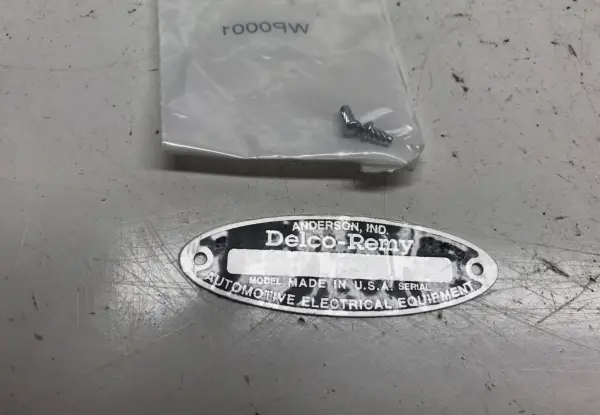 WP0001
ANDERSON, IND.
Delco-Remy
MODEL MADE IN U.S.A. SERIAL
AUTOMOTIVE ELECTRICAL EQUIPMENT